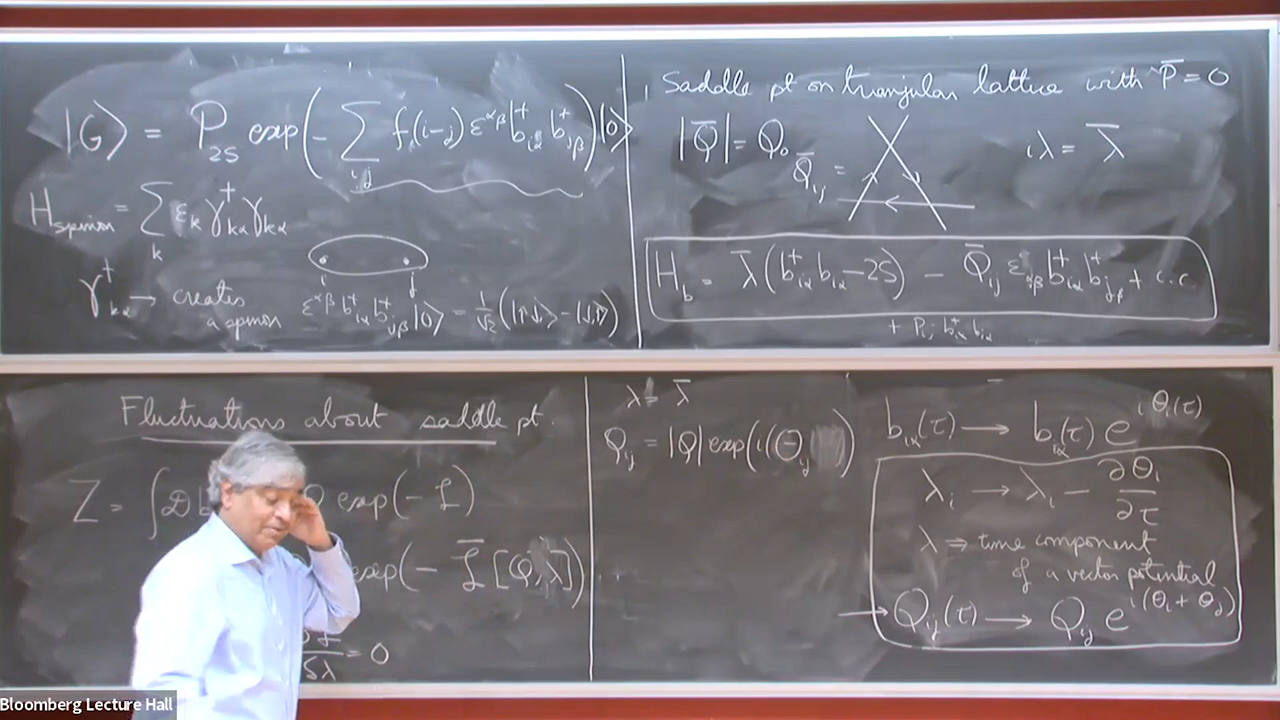 |G⟩ = P_{2S} exp(- Σ_{i,j} f(i-j) ε^{αβ} b†_{iα} b†_{jβ}) |0⟩
H_{spinon} = Σ_k ε_k γ†_{kα} γ_{kα}
γ†_{kα} → creates a spinon
i j
ε^{αβ} b†_{iα} b†_{jβ} |0⟩ = 1/√2 (|↑↓⟩ - |↓↑⟩)
Saddle pt on triangular lattice with P̄ = 0
|Q̄| = Q₀
Q̄_{ij} =
iλ = λ̄
H_b = λ̄ (b†_{iα} b_{iα} - 2S) - Q̄_{ij} ε_{αβ} b†_{iα} b†_{jβ} + c.c.
+ P_{ij} b†_{iα} b_{jα}
Fluctuations about saddle pt.
Z = ∫ Db exp(- L)
exp(- L̄ [Q, λ])
δλ = 0
λ = λ̄
Q_{ij} = |Q| exp(i(Θ_{ij}))
b_{iα}(τ) → b_{iα}(τ) e^{iθ_i(τ)}
λ_i → λ_i - ∂θ_i/∂τ
λ ⇒ time component
of a vector potential
→ Q_{ij}(τ) → Q_{ij} e^{i(θ_i + θ_j)}
Bloomberg Lecture Hall